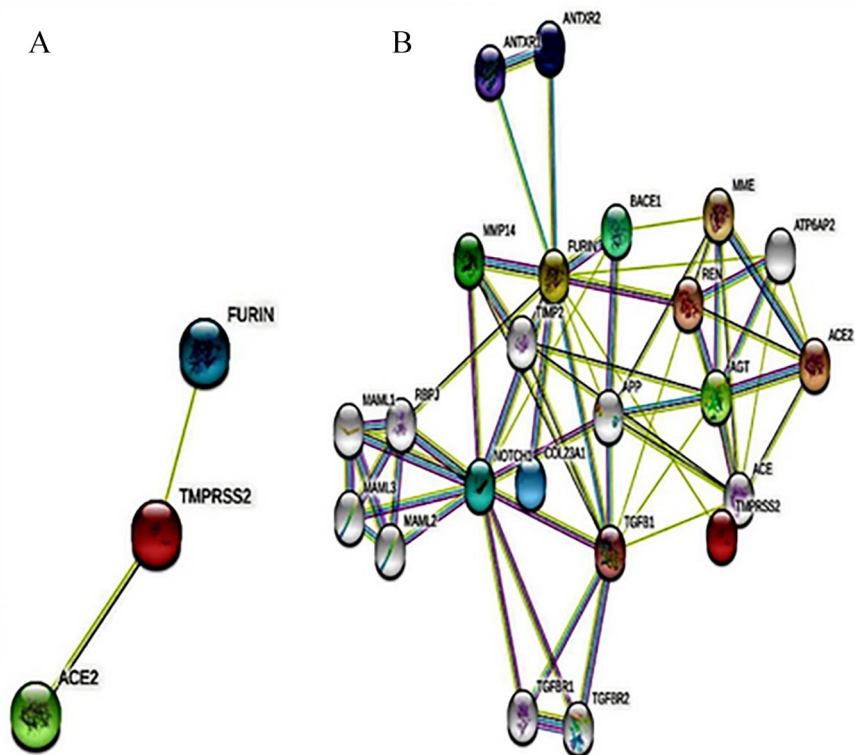 A
B
ANTXR2
ANTXR1
MME
BACE1
ATP6AP2
MMP14
FURIN
REN
FURIN
TIMP2
ACE2
AGT
APP
MAML1
RBPJ
NOTCH1
COL23A1
ACE
TMPRSS2
MAML3
TMPRSS2
MAML2
TGFB1
ACE2
TGFBR1
TGFBR2